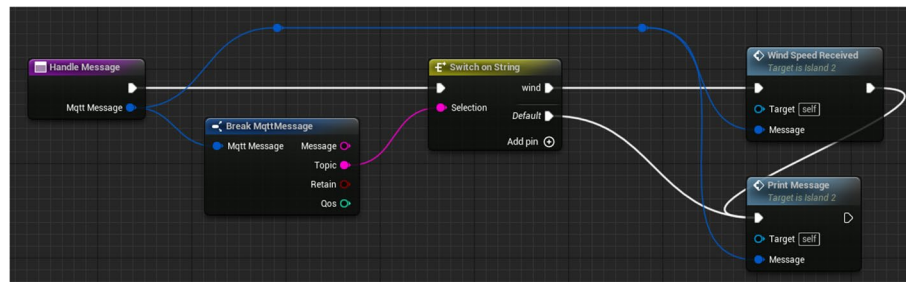 Handle Message
Mqtt Message
Break MqttMessage
Mqtt Message
Message
Topic
Retain
Qos
Switch on String
wind
Selection
Default
Add pin
Wind Speed Received
Target is Island 2
Target self
Message
Print Message
Target is Island 2
Target self
Message